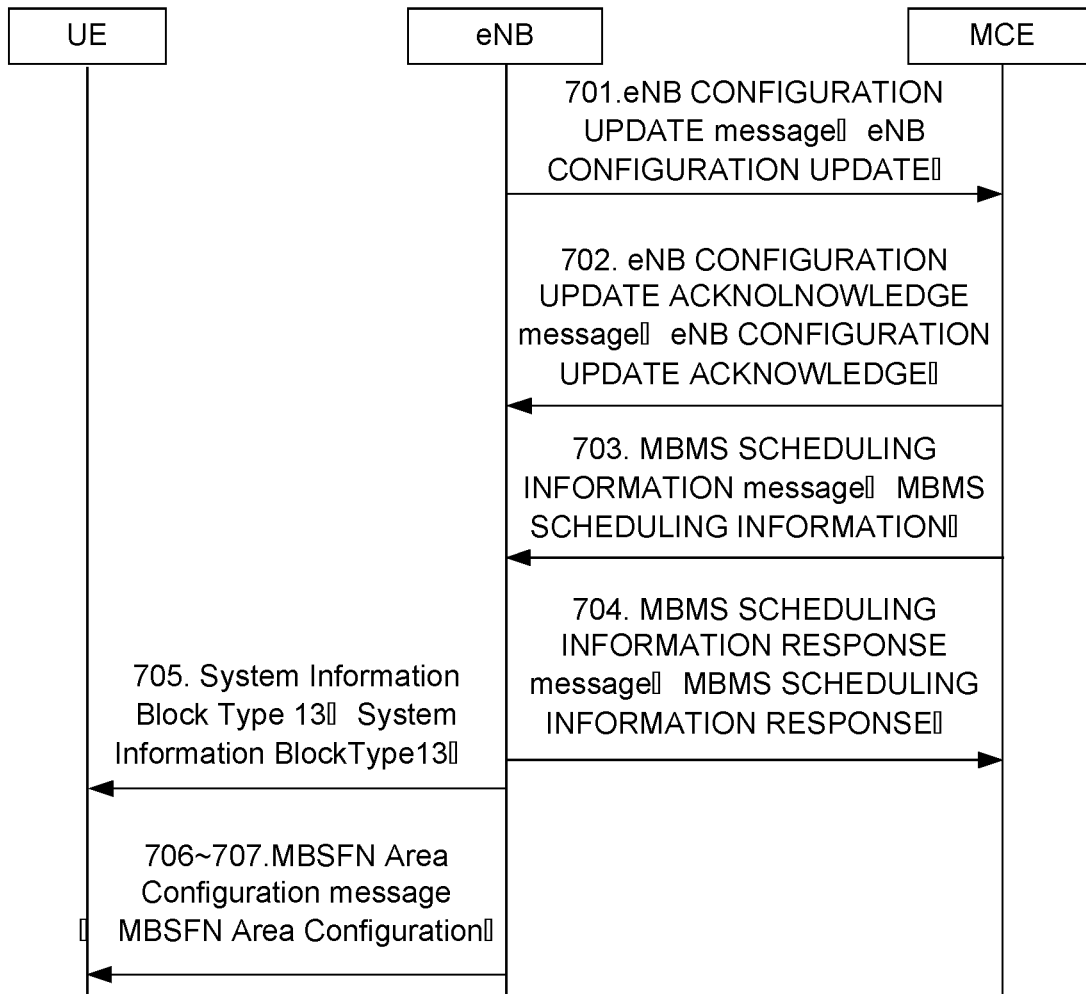 UE
eNB
MCE
701.eNB CONFIGURATION
UPDATE message▯ eNB
CONFIGURATION UPDATE▯
702. eNB CONFIGURATION
UPDATE ACKNOLNOWLEDGE
message▯ eNB CONFIGURATION
UPDATE ACKNOWLEDGE▯
703. MBMS SCHEDULING
INFORMATION message▯ MBMS
SCHEDULING INFORMATION▯
704. MBMS SCHEDULING
INFORMATION RESPONSE
message▯ MBMS SCHEDULING
INFORMATION RESPONSE▯
705. System Information
Block Type 13▯ System
Information BlockType13▯
706~707.MBSFN Area
Configuration message
▯ MBSFN Area Configuration▯